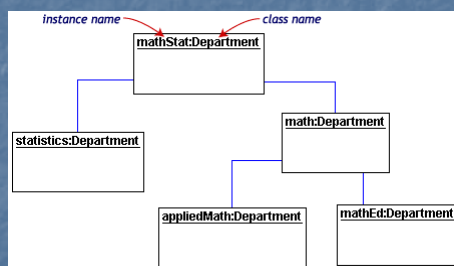 instance name
class name
mathStat:Department
math:Department
statistics:Department
appliedMath:Department
mathEd:Department